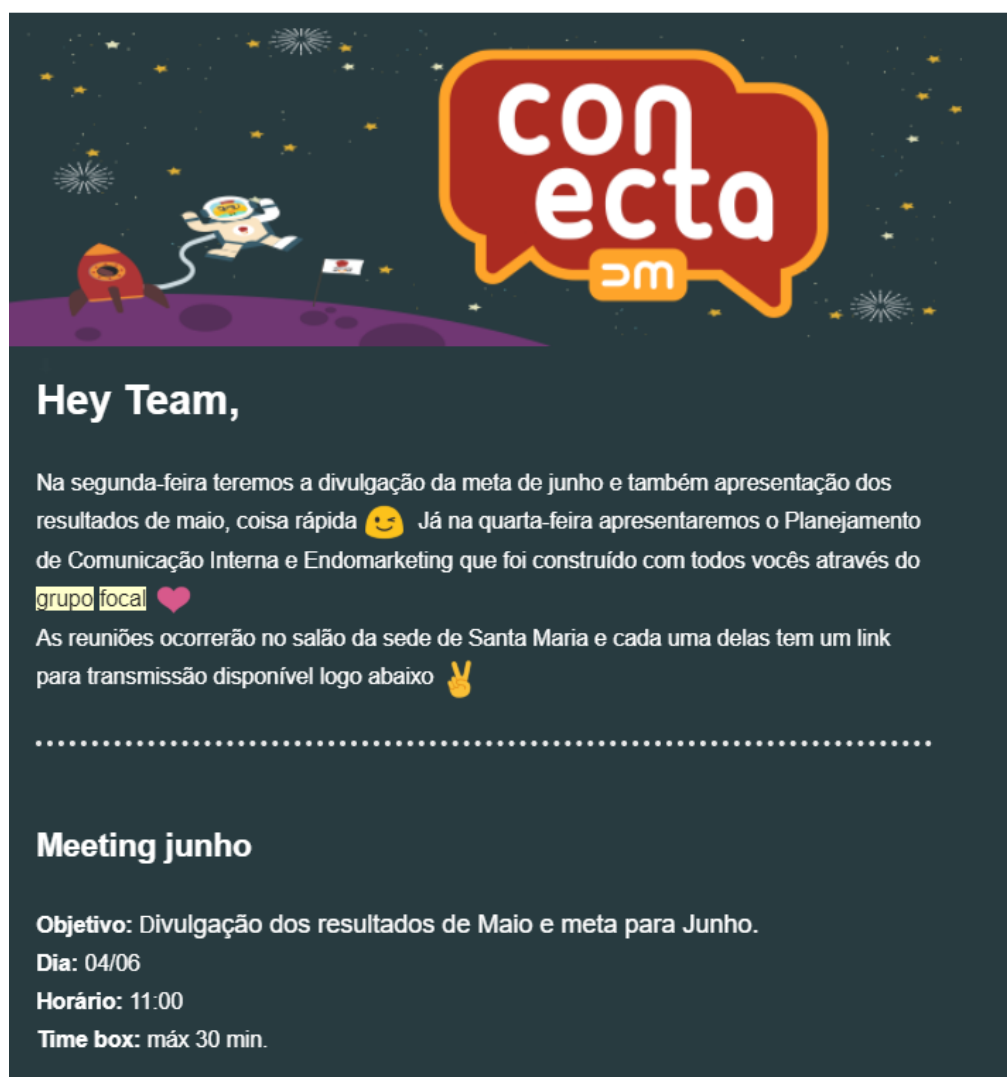 con
ecta
Hey Team,
Na segunda-feira teremos a divulgação da meta de junho e também apresentação dos
resultados de maio, coisa rápida 😉 Já na quarta-feira apresentaremos o Planejamento
de Comunicação Interna e Endomarketing que foi construído com todos vocês através do
grupo focal ❤
As reuniões ocorrerão no salão da sede de Santa Maria e cada uma delas tem um link
para transmissão disponível logo abaixo ✌
Meeting junho
Objetivo: Divulgação dos resultados de Maio e meta para Junho.
Dia: 04/06
Horário: 11:00
Time box: máx 30 min.